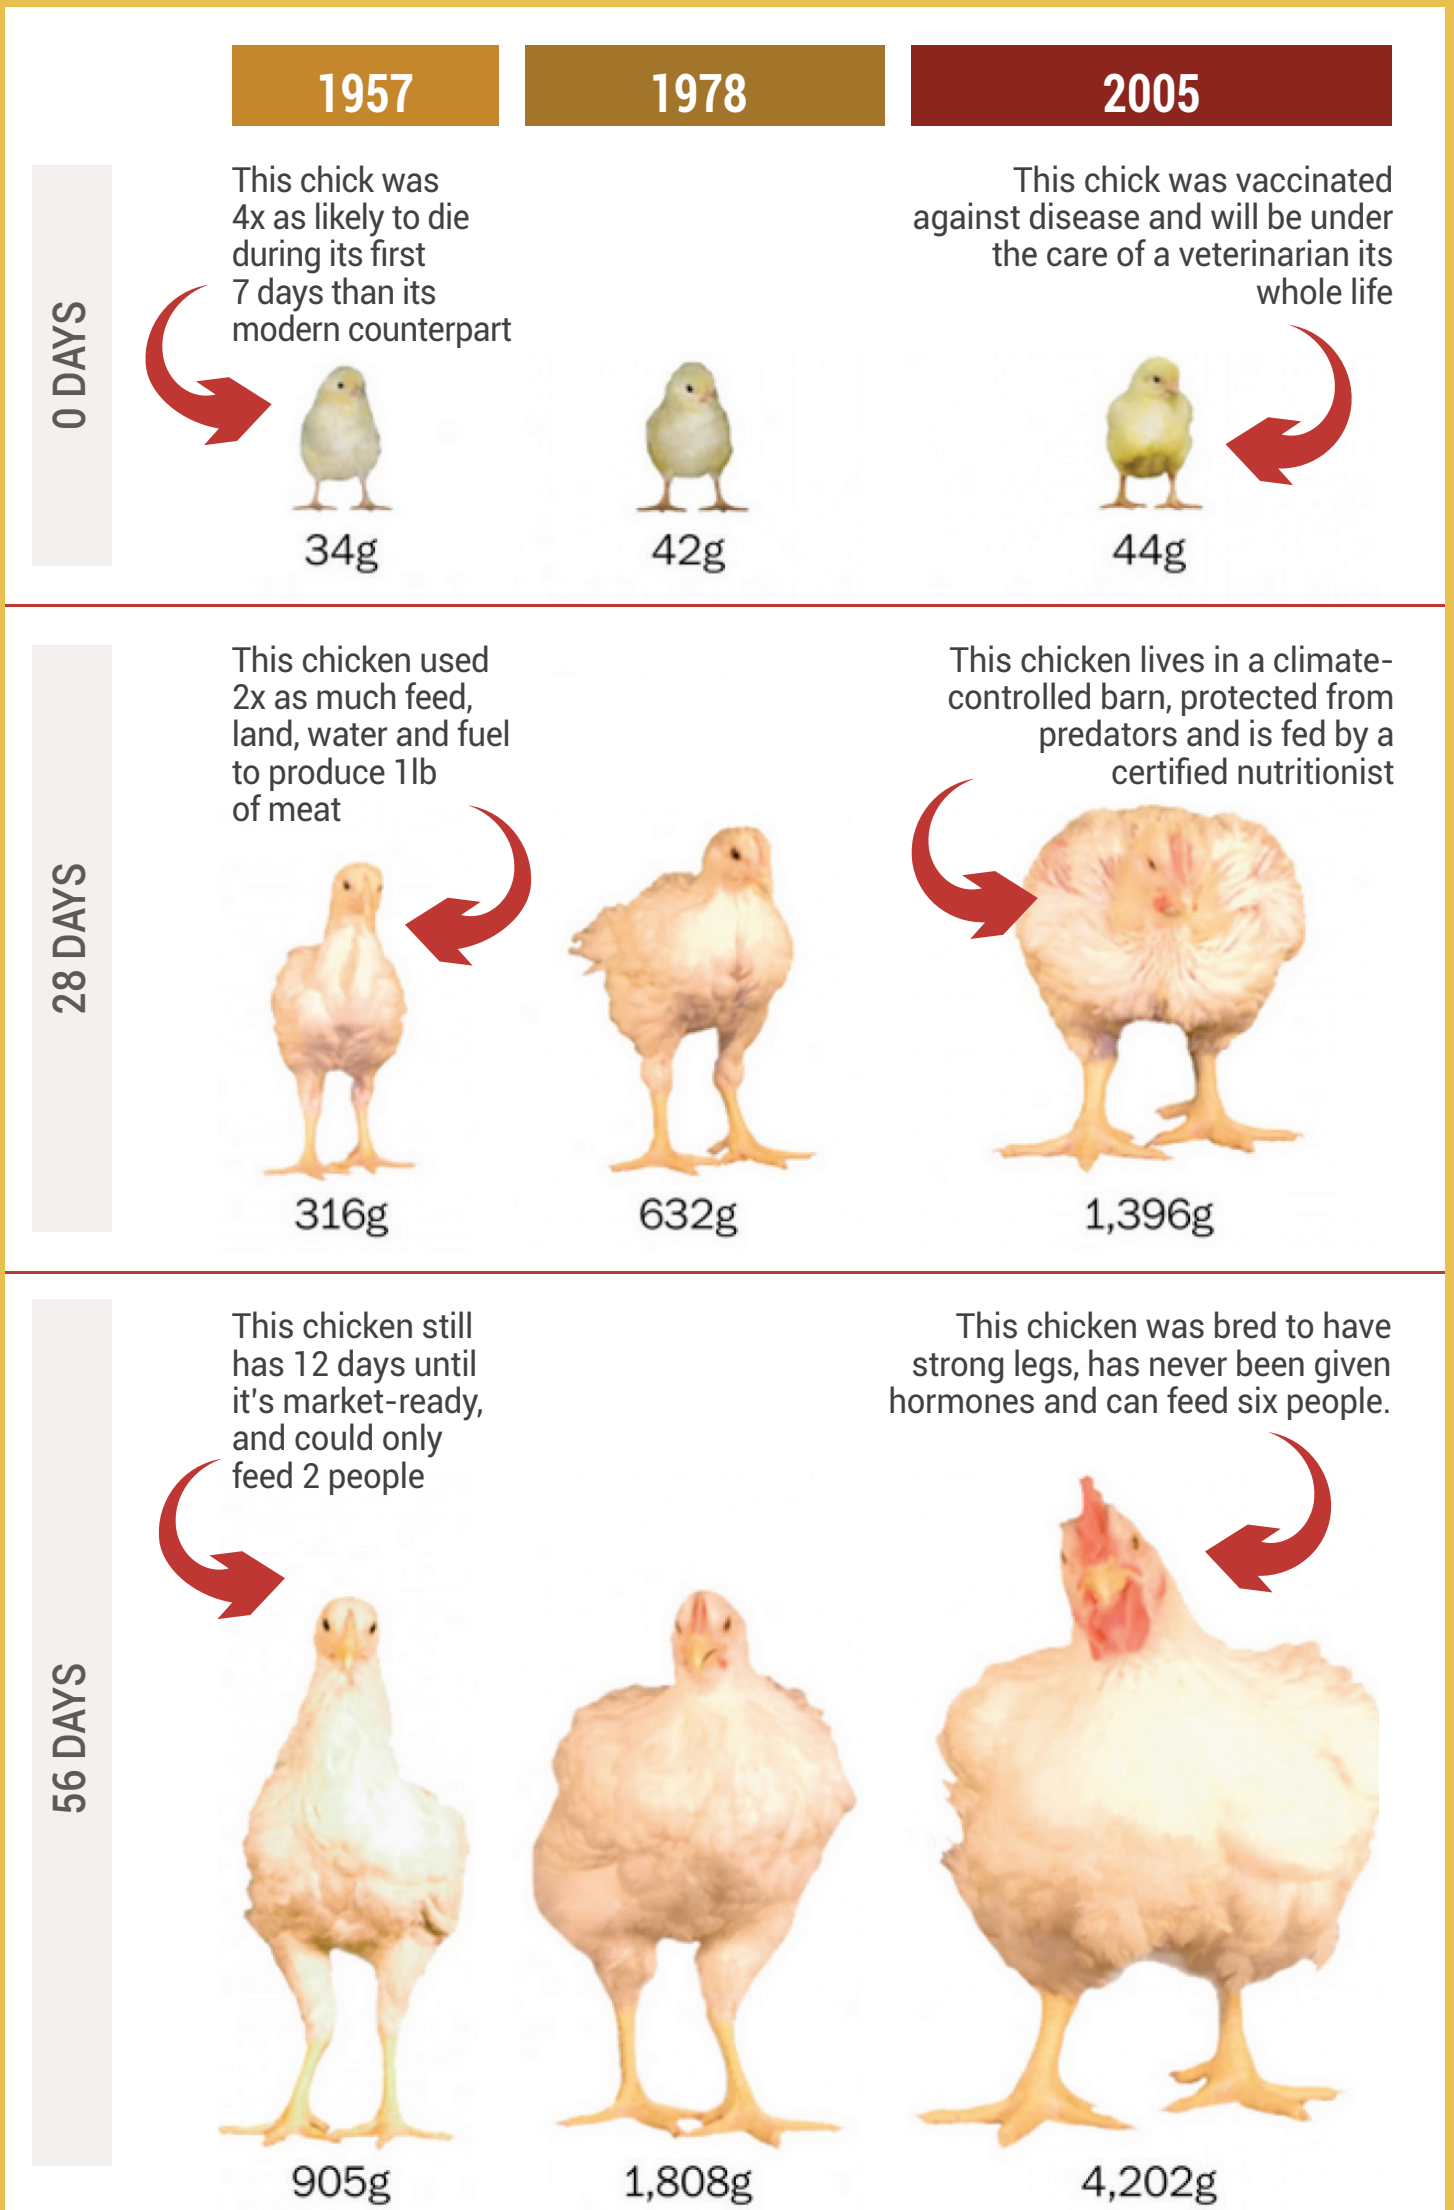 1957
1978
2005
0 DAYS
This chick was
4x as likely to die
during its first
7 days than its
modern counterpart
This chick was vaccinated
against disease and will be under
the care of a veterinarian its
whole life
34g
42g
44g
28 DAYS
This chicken used
2x as much feed,
land, water and fuel
to produce 1lb
of meat
This chicken lives in a climate-
controlled barn, protected from
predators and is fed by a
certified nutritionist
316g
632g
1,396g
56 DAYS
This chicken still
has 12 days until
it's market-ready,
and could only
feed 2 people
This chicken was bred to have
strong legs, has never been given
hormones and can feed six people.
905g
1,808g
4,202g